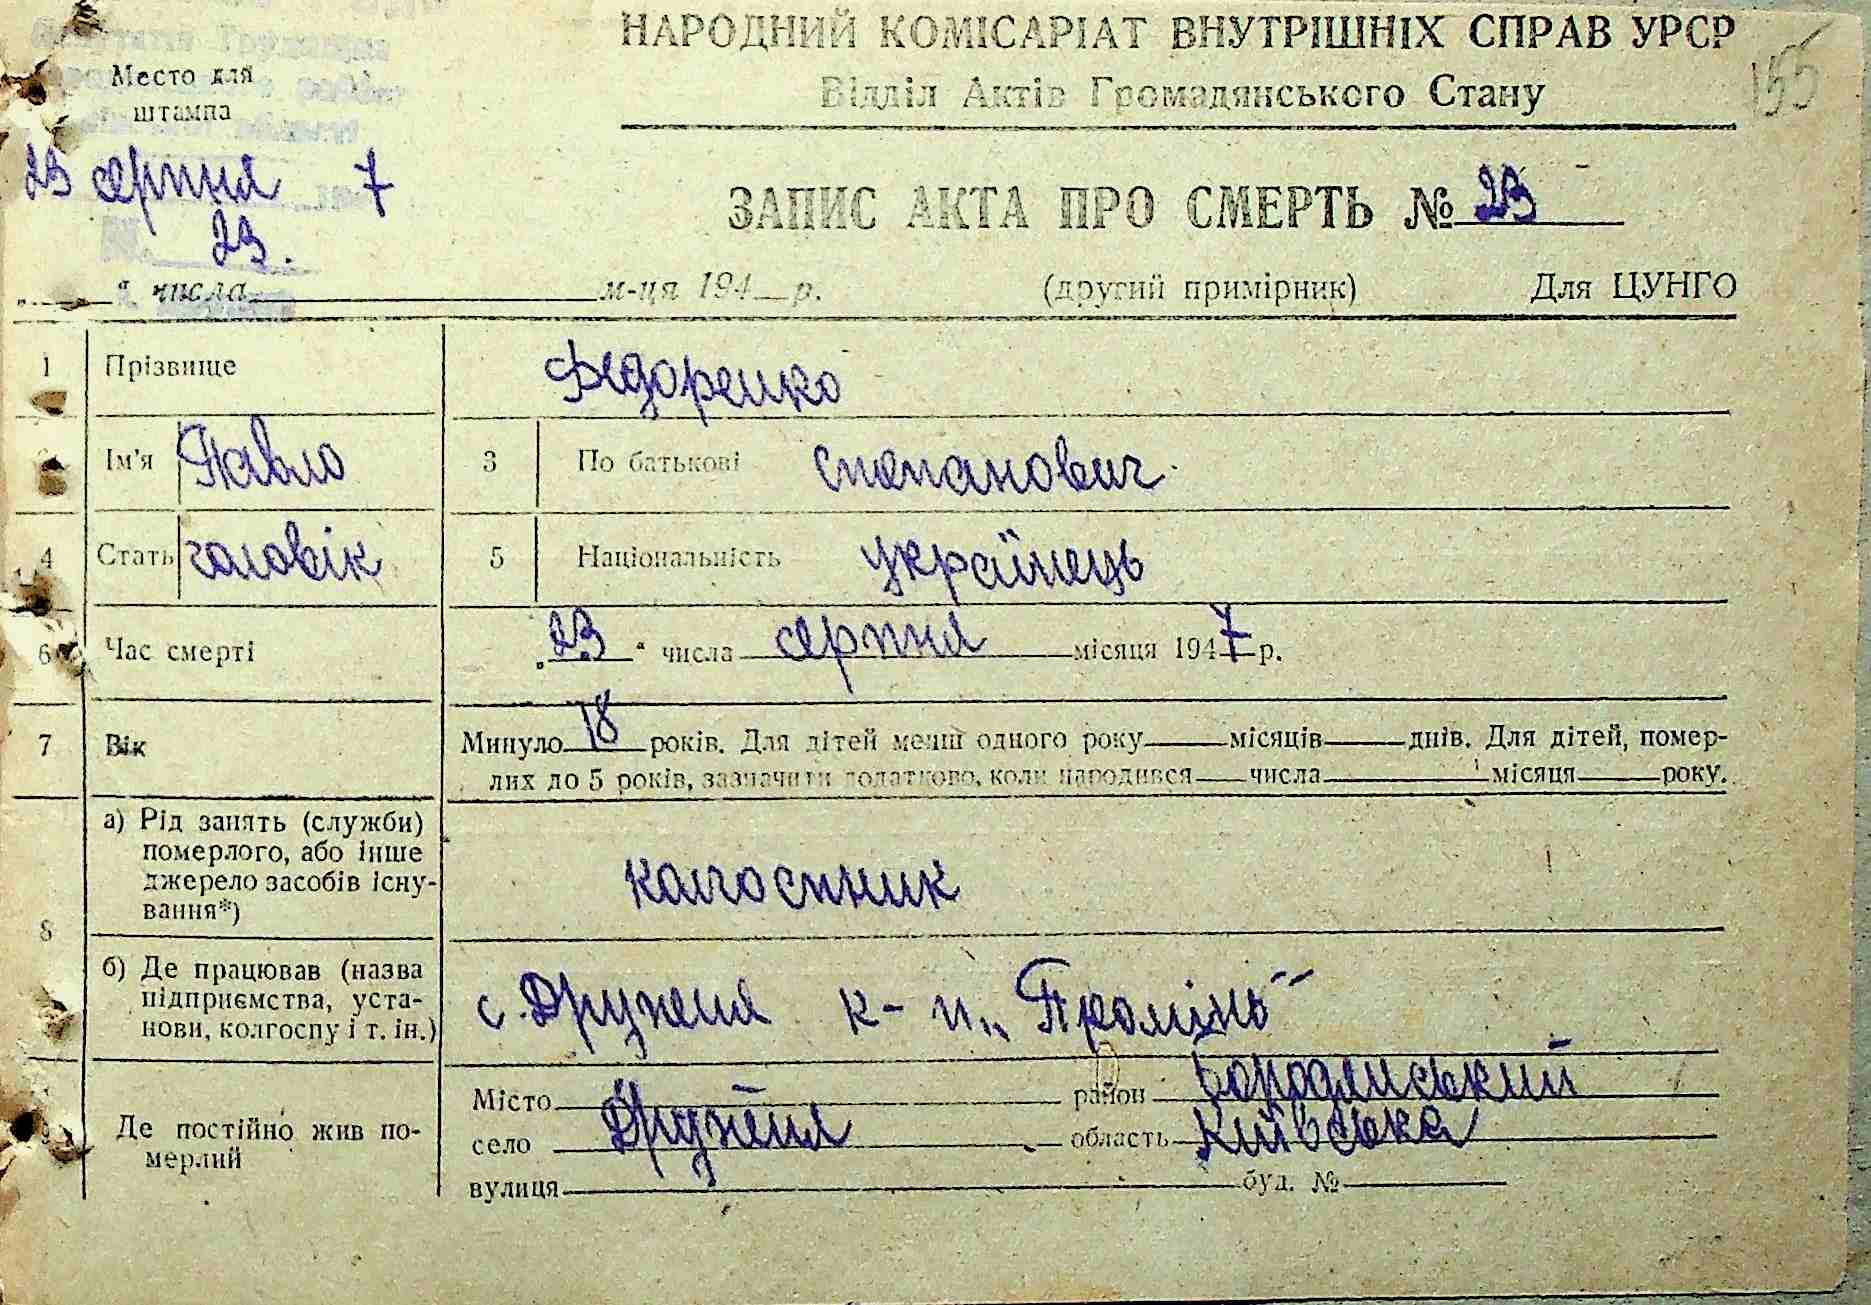 НАРОДНИЙ КОМІСАРІАТ ВНУТРІШНІХ СПРАВ УРСР
Відділ Актів Громадянського Стану
155
Место для
штампа
23 серпня 7
23.
ЗАПИС АКТА ПРО СМЕРТЬ № 23
„ “ числа м-ця 194 р. (другий примірник) Для ЦУНГО
1 Прізвище Федоренко
Ім'я Павло 3 По батькові Степанович
4 Стать чоловік 5 Національність українець
6 Час смерті „23“ числа серпня місяця 1947 р.
7 Вік Минуло 18 років. Для дітей менш одного року місяців днів. Для дітей, помер-
лих до 5 років, зазначити додатково, коли народився числа місяця року.
8 а) Рід занять (служби)
померлого, або інше
джерело засобів існу-
вання*)
колгоспник
б) Де працював (назва
підприємства, уста-
нови, колгоспу і т. ін.)
с. Дружня к-п „Промінь"
9 Де постійно жив по-
мерлий
Місто район Бородянський
село Дружня область Київська
вулиця буд. №